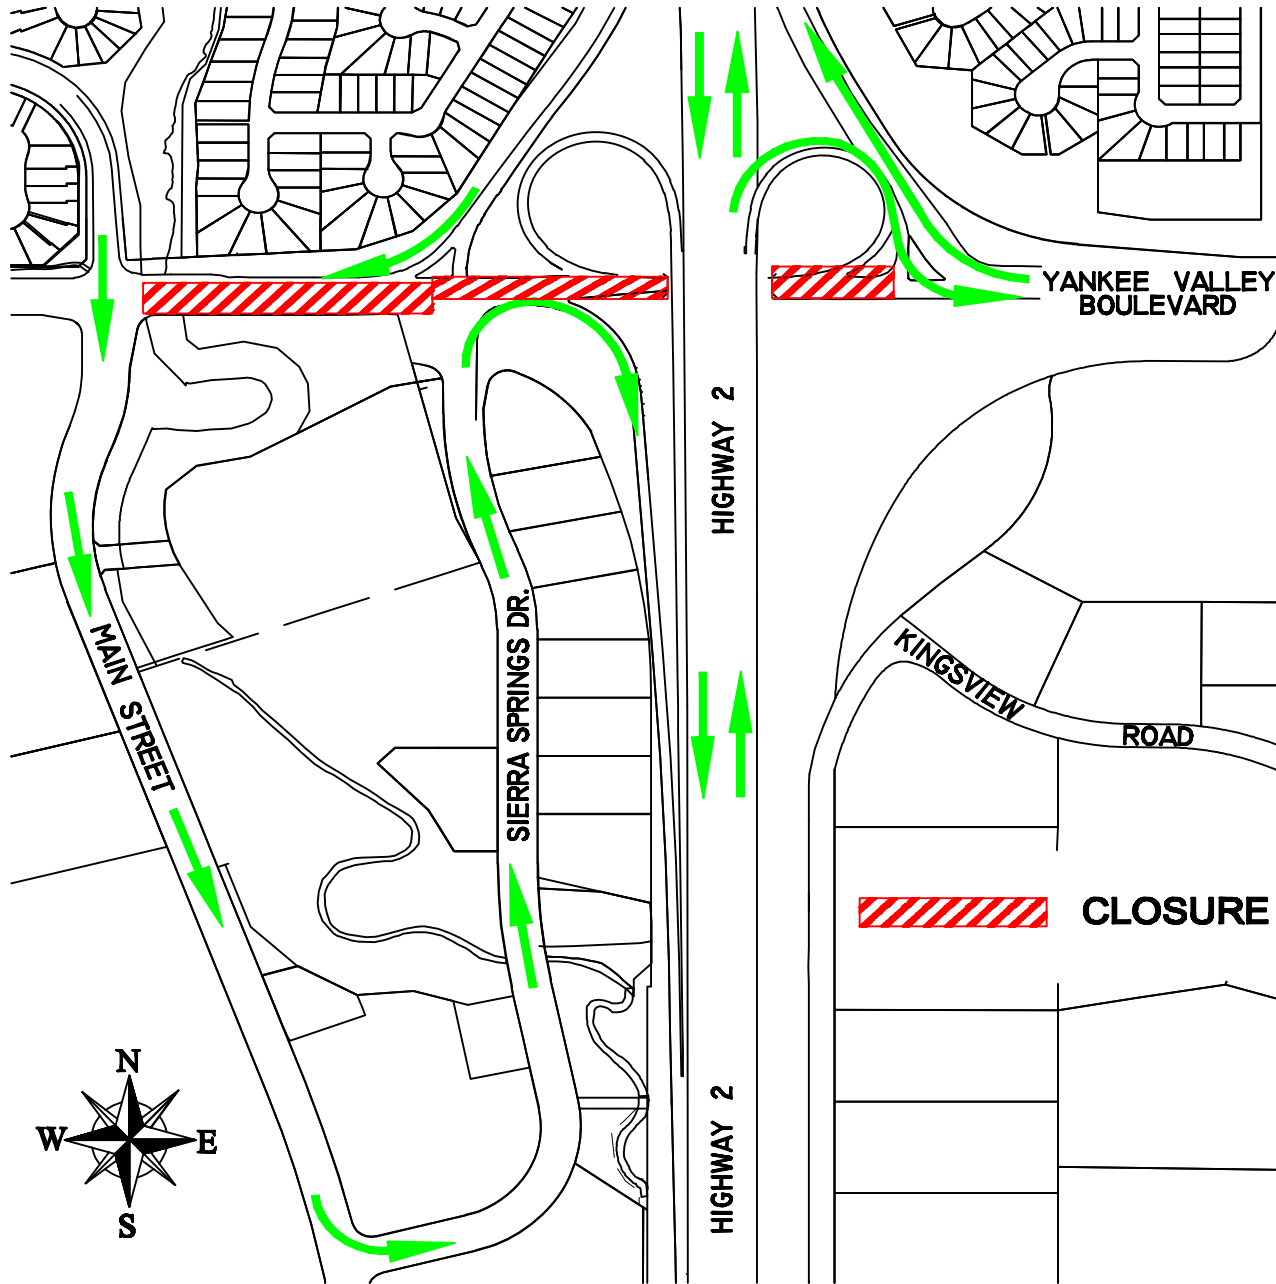 YANKEE VALLEY
BOULEVARD
HIGHWAY 2
SIERRA SPRINGS DR.
MAIN STREET
KINGSVIEW ROAD
CLOSURE
N
W E
S
HIGHWAY 2